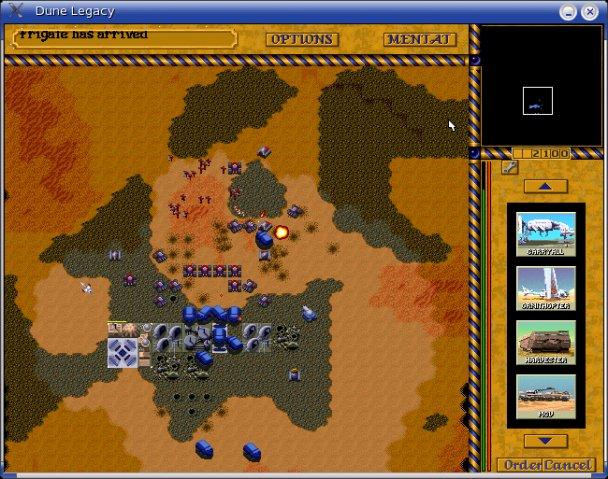 Dune Legacy
Frigate has arrived
OPTIONS
MENTAT
2100
CARRYALL
ORNITHOPTER
HARVESTER
MCV
Order Cancel